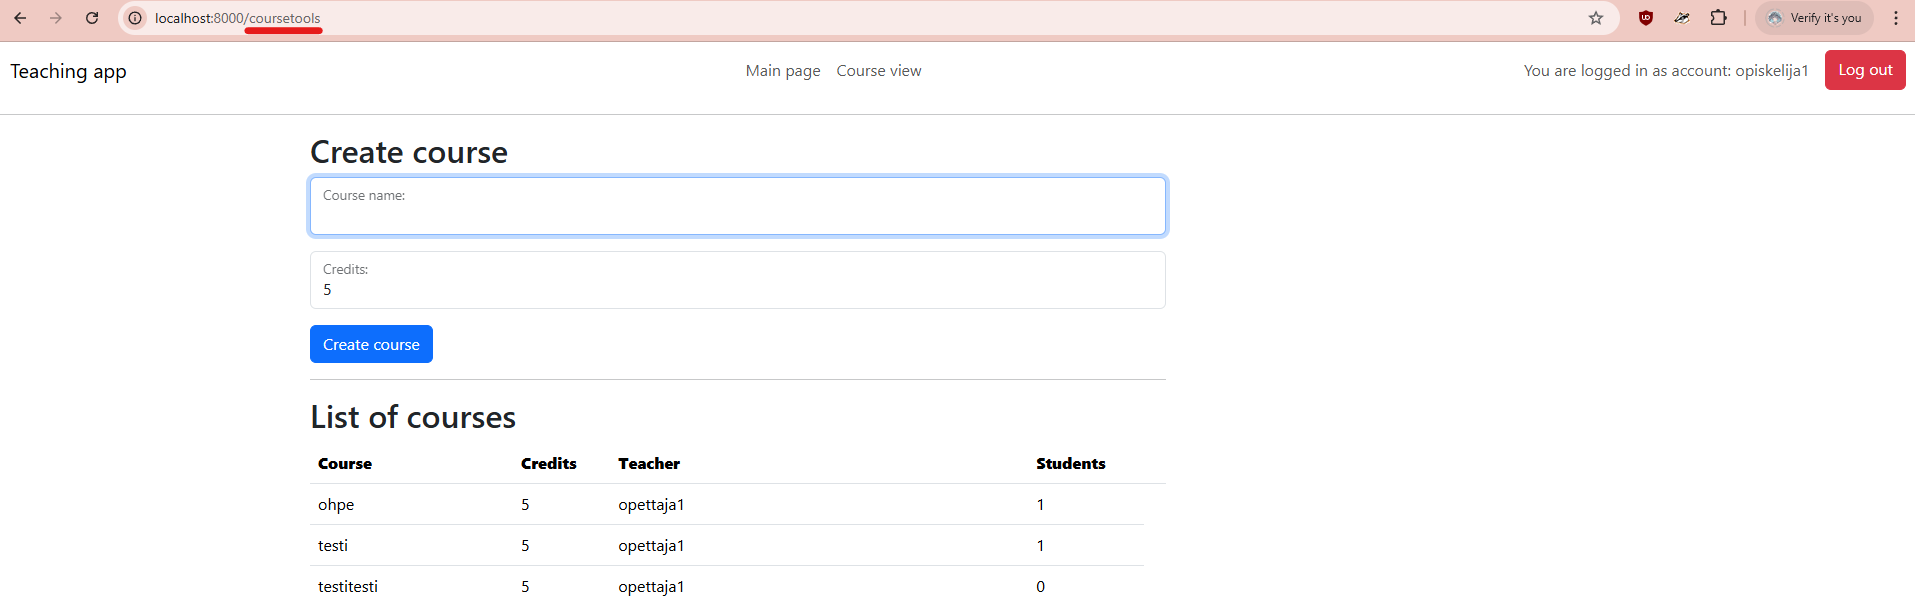 localhost:8000/coursetools
Verify it's you
Teaching app
Main page Course view
You are logged in as account: opiskelija1
Log out
Create course
Course name:
Credits:
5
Create course
List of courses
Course Credits Teacher Students
ohpe 5 opettaja1 1
testi 5 opettaja1 1
testitesti 5 opettaja1 0